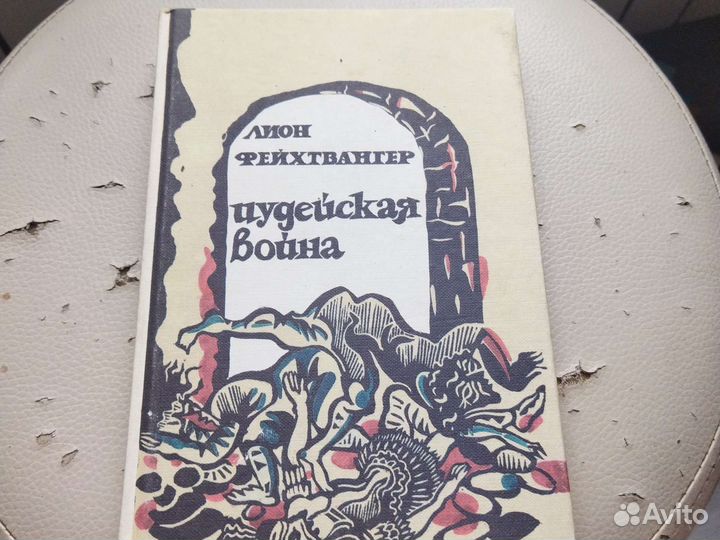 Лион
Фейхтвангер
Иудейская
война
Avito